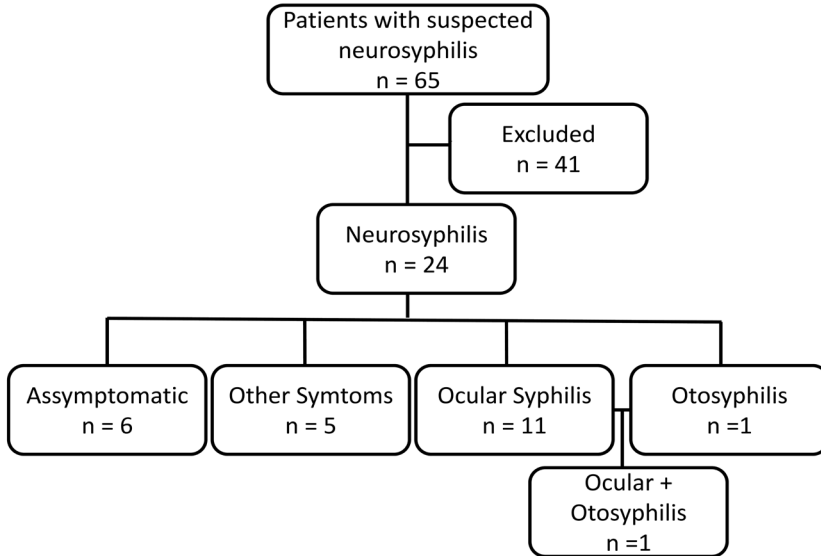 Patients with suspected
neurosyphilis
n = 65
Excluded
n = 41
Neurosyphilis
n = 24
Assymptomatic
n = 6
Other Symtoms
n = 5
Ocular Syphilis
n = 11
Otosyphilis
n =1
Ocular +
Otosyphilis
n =1